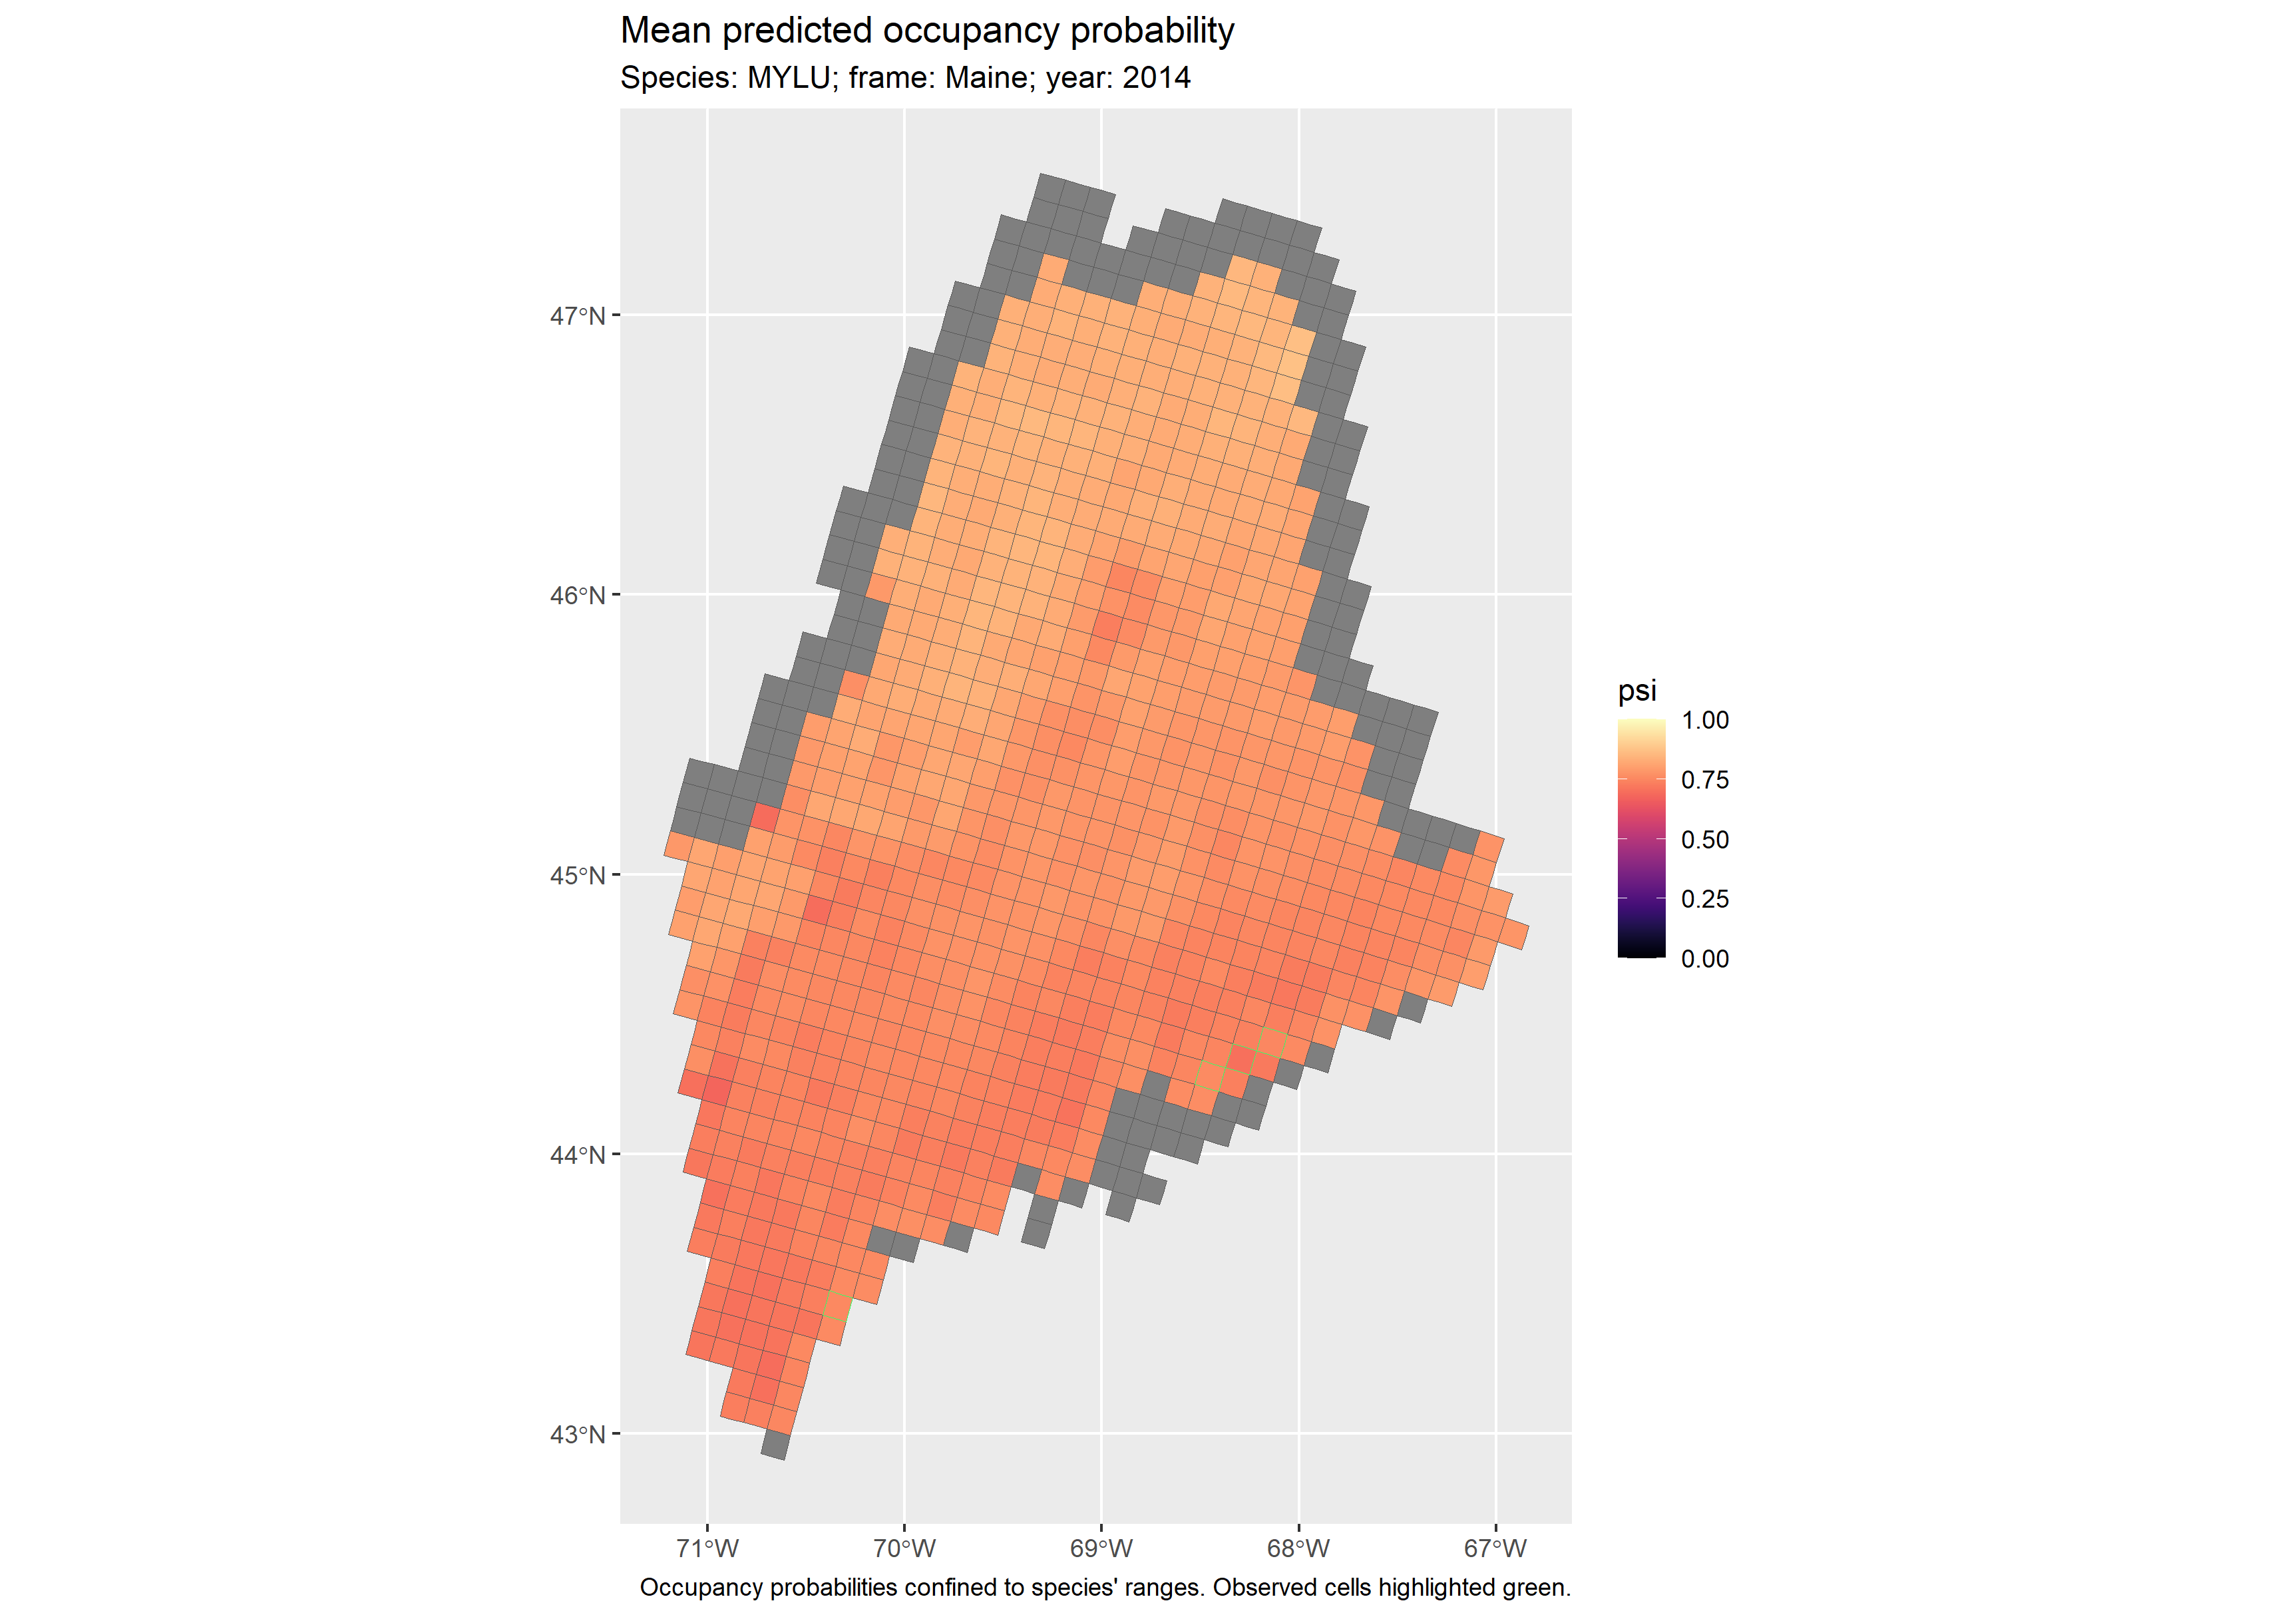 Mean predicted occupancy probability
Species: MYLU; frame: Maine; year: 2014
47°N
46°N
45°N
44°N
43°N
71°W
70°W
69°W
68°W
67°W
psi
1.00
0.75
0.50
0.25
0.00
Occupancy probabilities confined to species' ranges. Observed cells highlighted green.